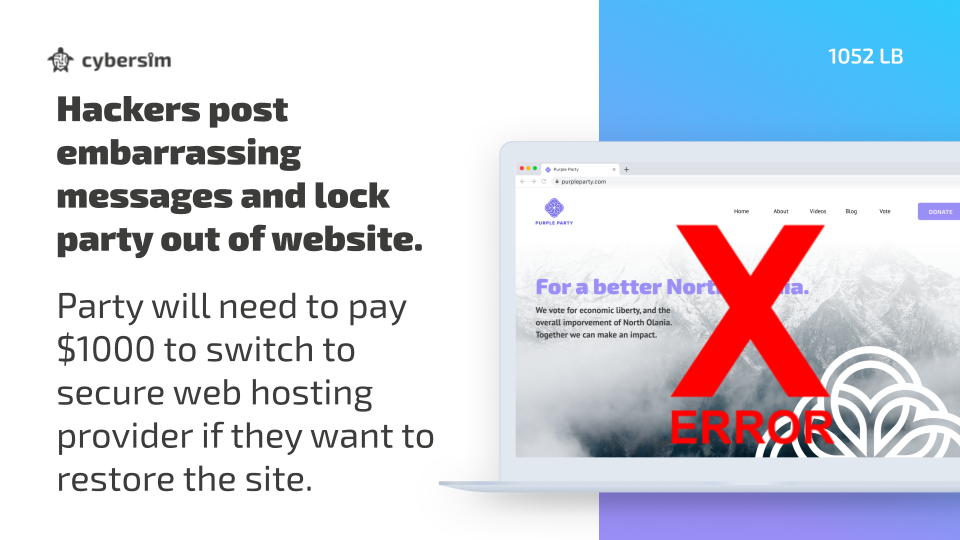 cybersim
1052 LB
Hackers post
embarrassing
messages and lock
party out of website.
Party will need to pay
$1000 to switch to
secure web hosting
provider if they want to
restore the site.
Purple Party
purpleparty.com
PURPLE PARTY
Home About Videos Blog Vote DONATE
For a better North
We vote for economic liberty, and the
overall imporvement of North Olania.
Together we can make an impact.
X
ERROR